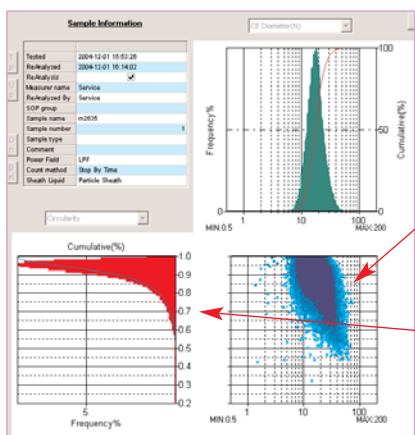 Sample Information
Tested 2004-12-01 15:53:26
ReAnalyzed 2004-12-01 16:14:02
ReAnalysis
Measurer name Service
ReAnalyzed By Service
SOP group
Sample name m2635
Sample number 1
Sample type
Comment
Power Field LPF
Count method Stop By Time
Sheath Liquid Particle Sheath
CE Diameter(N)
Frequency%
Cumulative(%)
100
50
0
1 10 100
MIN:0.5 MAX:200
Circularity
Cumulative(%)
1.0
0.9
0.8
0.7
0.6
0.5
0.4
0.3
0.2
5
Frequency%
1 10 100
MIN:0.5 MAX:200